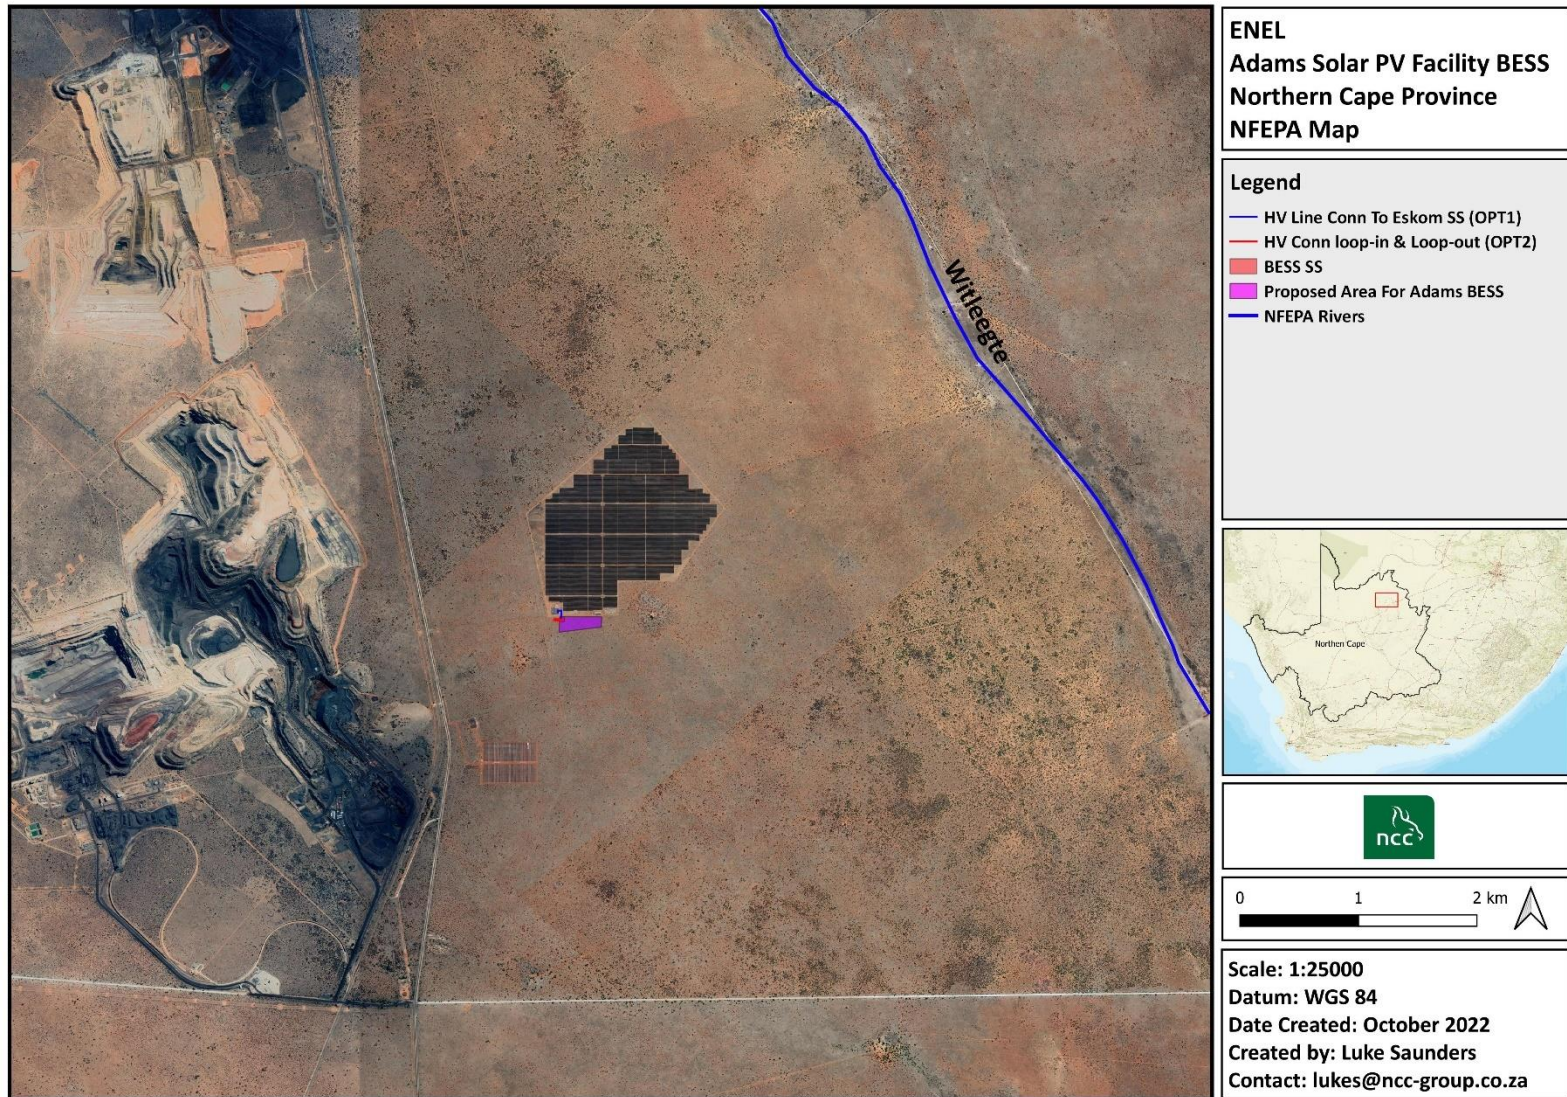 ENEL
Adams Solar PV Facility BESS
Northern Cape Province
NFEPA Map
Legend
HV Line Conn To Eskom SS (OPT1)
HV Conn loop-in & Loop-out (OPT2)
BESS SS
Proposed Area For Adams BESS
NFEPA Rivers
Witleegte
Northen Cape
ncc
0 1 2 km
Scale: 1:25000
Datum: WGS 84
Date Created: October 2022
Created by: Luke Saunders
Contact: lukes@ncc-group.co.za